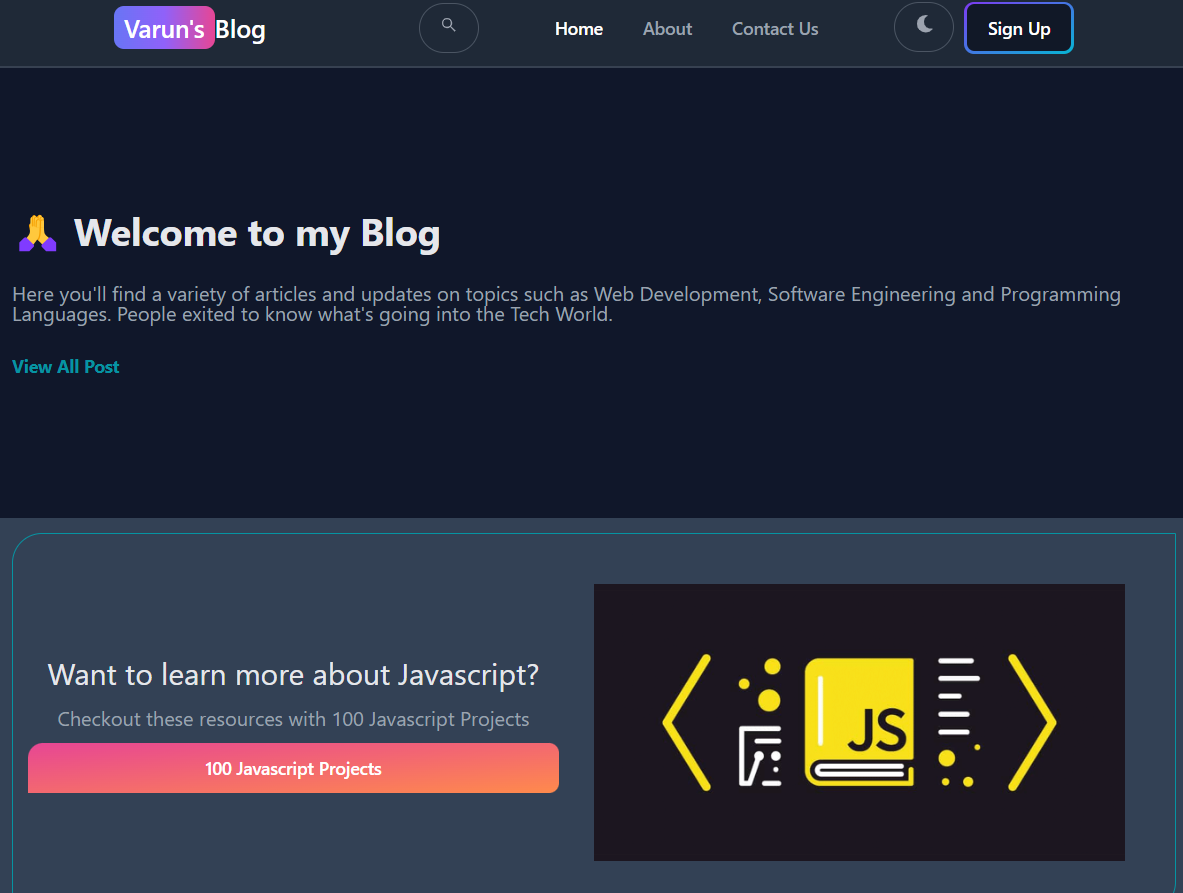 Varun's Blog
Home
About
Contact Us
Sign Up
🙏 Welcome to my Blog
Here you'll find a variety of articles and updates on topics such as Web Development, Software Engineering and Programming
Languages. People exited to know what's going into the Tech World.
View All Post
Want to learn more about Javascript?
Checkout these resources with 100 Javascript Projects
100 Javascript Projects
JS